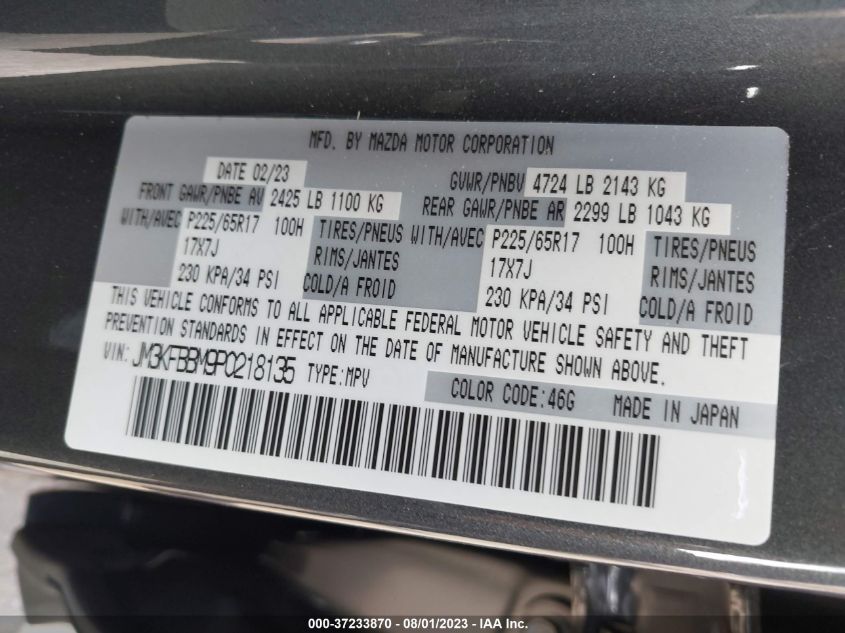 MFD. BY MAZDA MOTOR CORPORATION
DATE 02/23 GVWR/PNBV 4724 LB 2143 KG
FRONT GAWR/PNBE AV 2425 LB 1100 KG REAR GAWR/PNBE AR 2299 LB 1043 KG
WITH/AVEC P225/65R17 100H TIRES/PNEUS WITH/AVEC P225/65R17 100H TIRES/PNEUS
17X7J RIMS/JANTES 17X7J RIMS/JANTES
230 KPA/34 PSI COLD/A FROID 230 KPA/34 PSI COLD/A FROID
THIS VEHICLE CONFORMS TO ALL APPLICABLE FEDERAL MOTOR VEHICLE SAFETY AND THEFT
PREVENTION STANDARDS IN EFFECT ON THE DATE OF MANUFACTURE SHOWN ABOVE.
VIN: JM3KFBBM9P0218135 TYPE:MPV COLOR CODE:46G MADE IN JAPAN
000-37233870 - 08/01/2023 - IAA Inc.